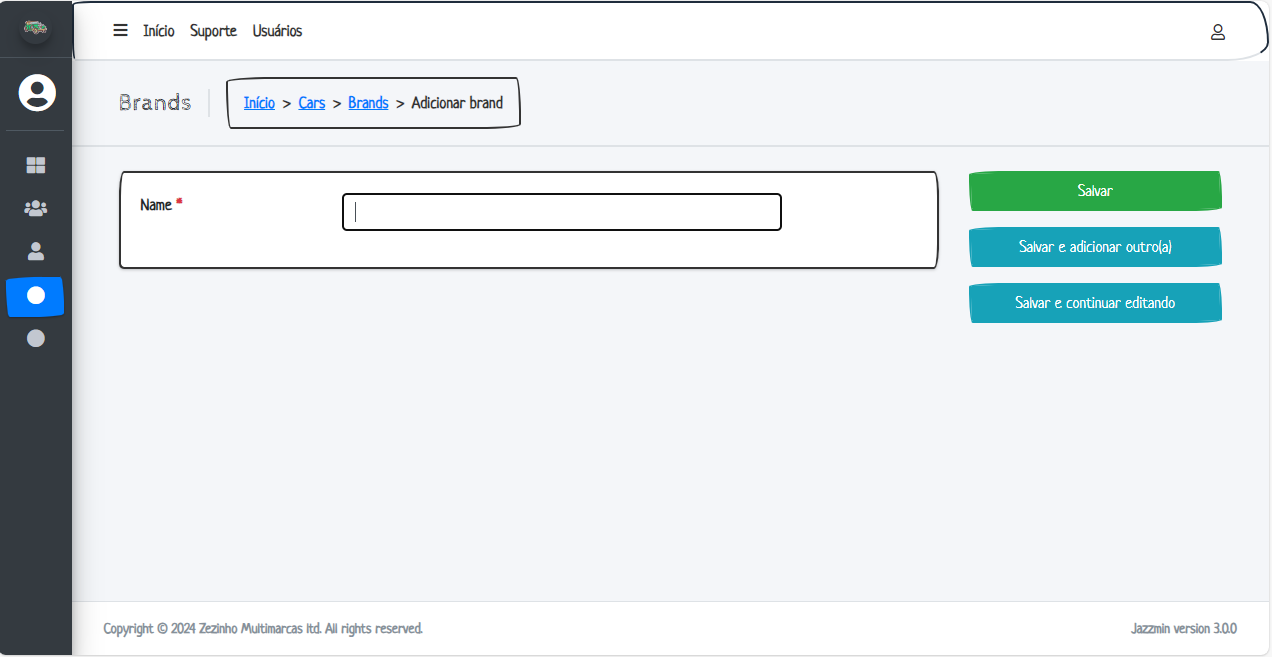 Início Suporte Usuários
Brands
Início > Cars > Brands > Adicionar brand
Name *
Salvar
Salvar e adicionar outro(a)
Salvar e continuar editando
Copyright © 2024 Zezinho Multimarcas ltd. All rights reserved.
Jazzmin version 3.0.0